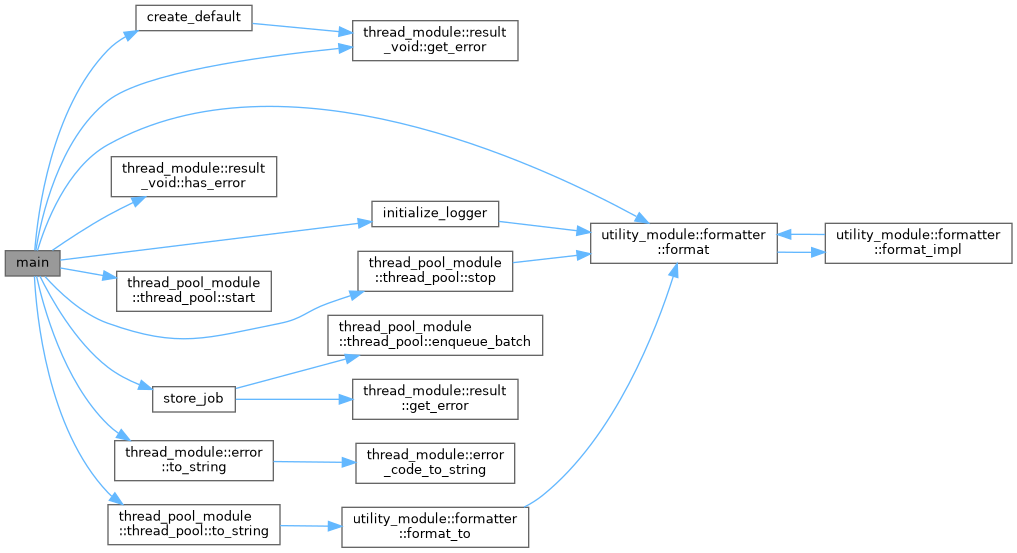 create_default
thread_module::result
_void::get_error
thread_module::result
_void::has_error
initialize_logger
utility_module::formatter
::format
utility_module::formatter
::format_impl
main
thread_pool_module
::thread_pool::stop
thread_pool_module
::thread_pool::start
thread_pool_module
::thread_pool::enqueue_batch
store_job
thread_module::result
::get_error
thread_module::error
::to_string
thread_module::error
_code_to_string
thread_pool_module
::thread_pool::to_string
utility_module::formatter
::format_to